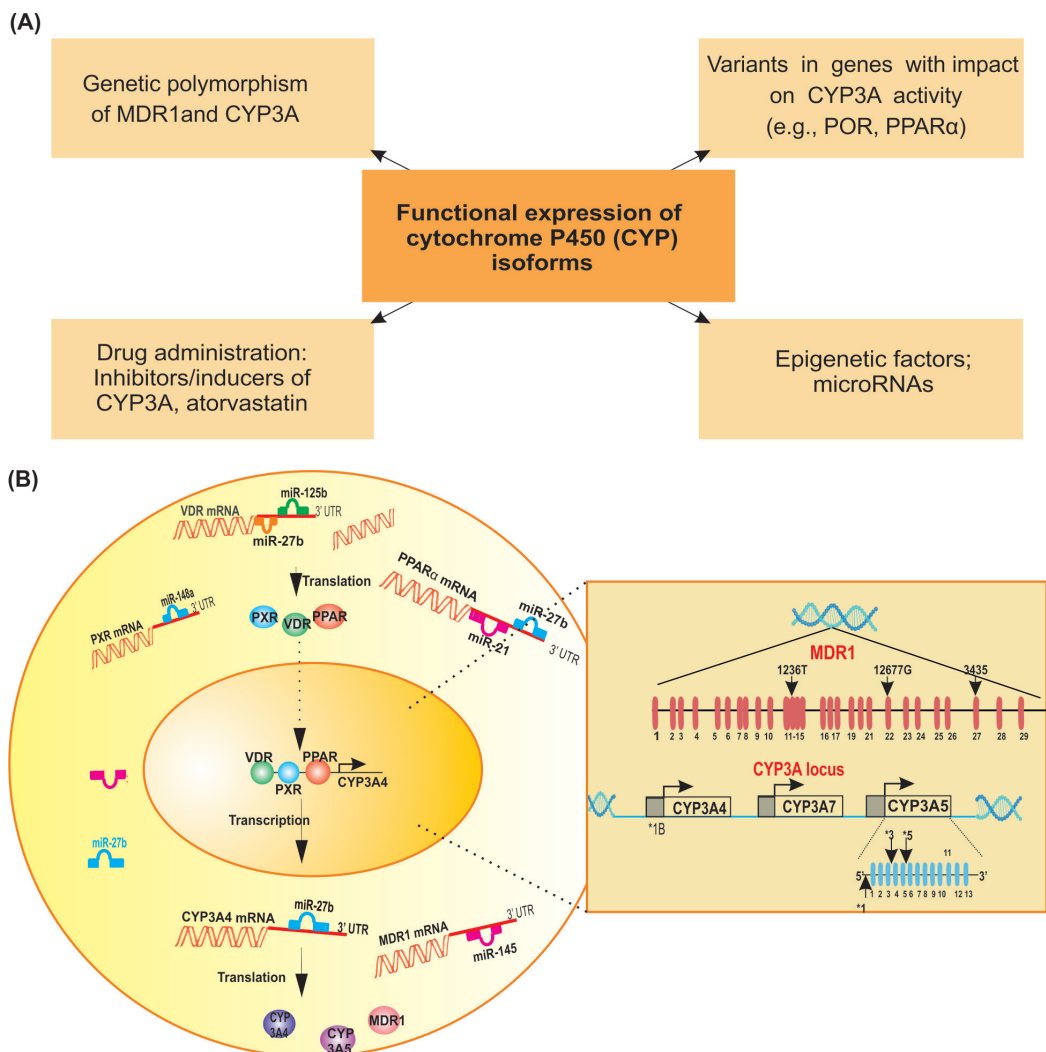 (A)
Genetic polymorphism
of MDR1and CYP3A
Variants in genes with impact
on CYP3A activity
(e.g., POR, PPARα)
Functional expression of
cytochrome P450 (CYP)
isoforms
Drug administration:
Inhibitors/inducers of
CYP3A, atorvastatin
Epigenetic factors;
microRNAs
(B)
miR-125b
VDR mRNA
3' UTR
miR-27b
Translation
PXR
VDR
PPAR
miR-148a
3' UTR
PXR mRNA
PPARα mRNA
miR-27b
miR-21
3' UTR
VDR
PXR
PPAR
CYP3A4
Transcription
miR-27b
CYP3A4 mRNA
miR-27b
3' UTR
MDR1 mRNA
3' UTR
miR-145
Translation
CYP
3A4
CYP
3A5
MDR1
MDR1
1236T
12677G
3435
1 2 3 4 5 6 7 8 9 10 11-15 16 17 19 21 22 23 24 25 26 27 28 29
CYP3A locus
CYP3A4
CYP3A7
CYP3A5
*1B
*3
*5
11
5'
3'
1 2 3 4 5 6 7 8 9 10 12 13
*1